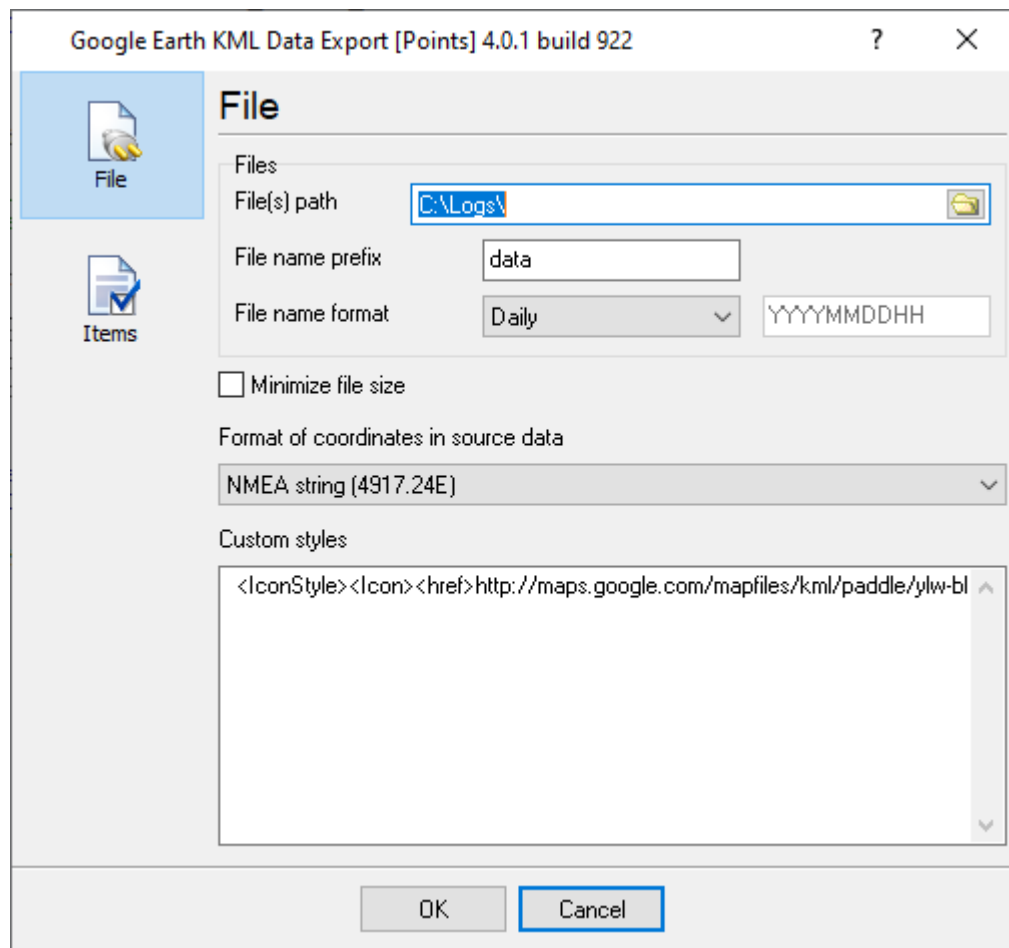 Google Earth KML Data Export [Points] 4.0.1 build 922
?
File
Items
File
Files
File(s) path
C:\Logs\
File name prefix
data
File name format
Daily
YYYYMMDDHH
Minimize file size
Format of coordinates in source data
NMEA string (4917.24E)
Custom styles
<IconStyle><Icon><href>http://maps.google.com/mapfiles/kml/paddle/ylw-bl
OK
Cancel